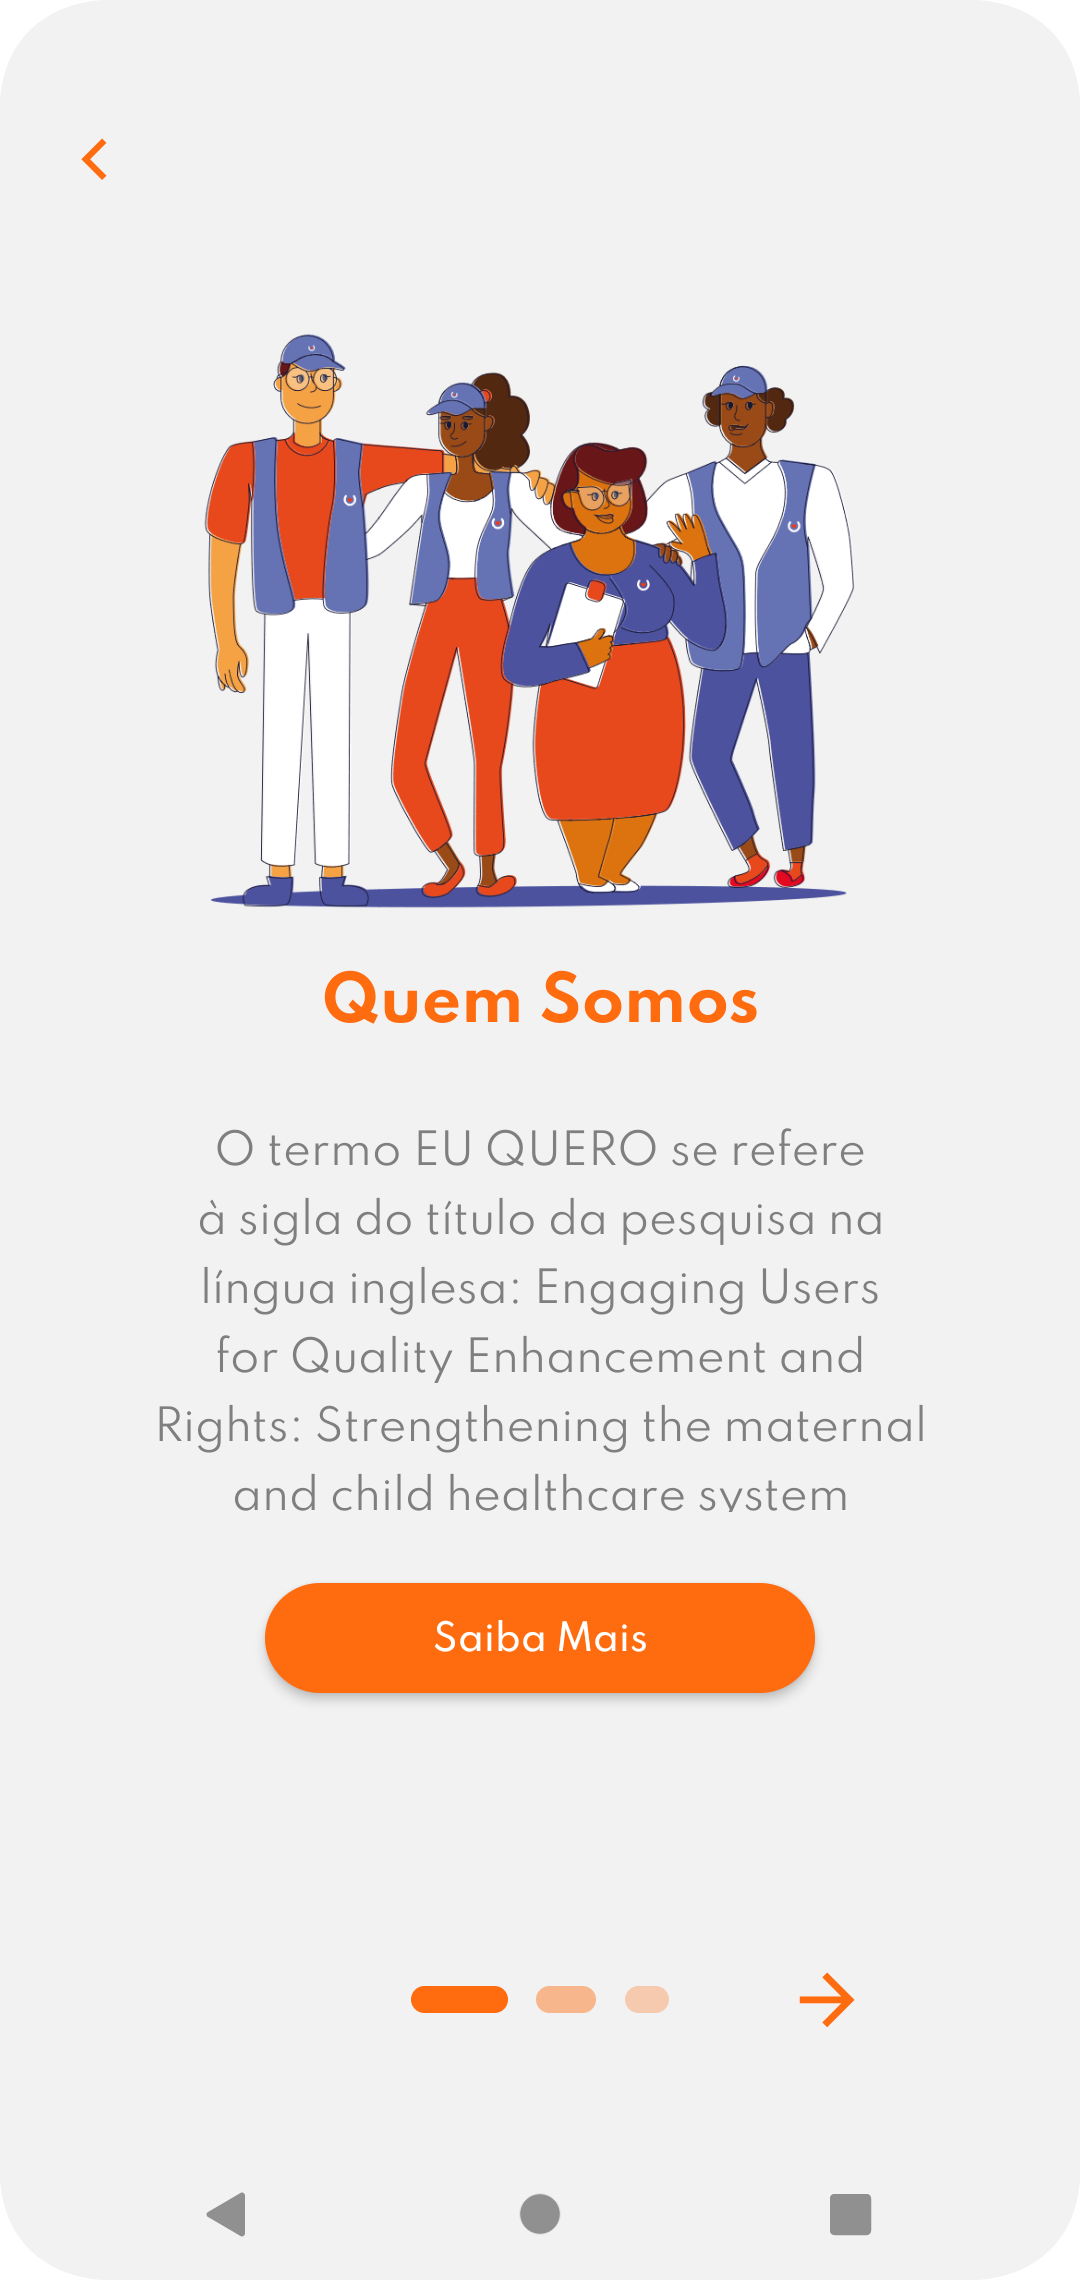 Quem Somos
O termo EU QUERO se refere
à sigla do título da pesquisa na
língua inglesa: Engaging Users
for Quality Enhancement and
Rights: Strengthening the maternal
and child healthcare system
Saiba Mais